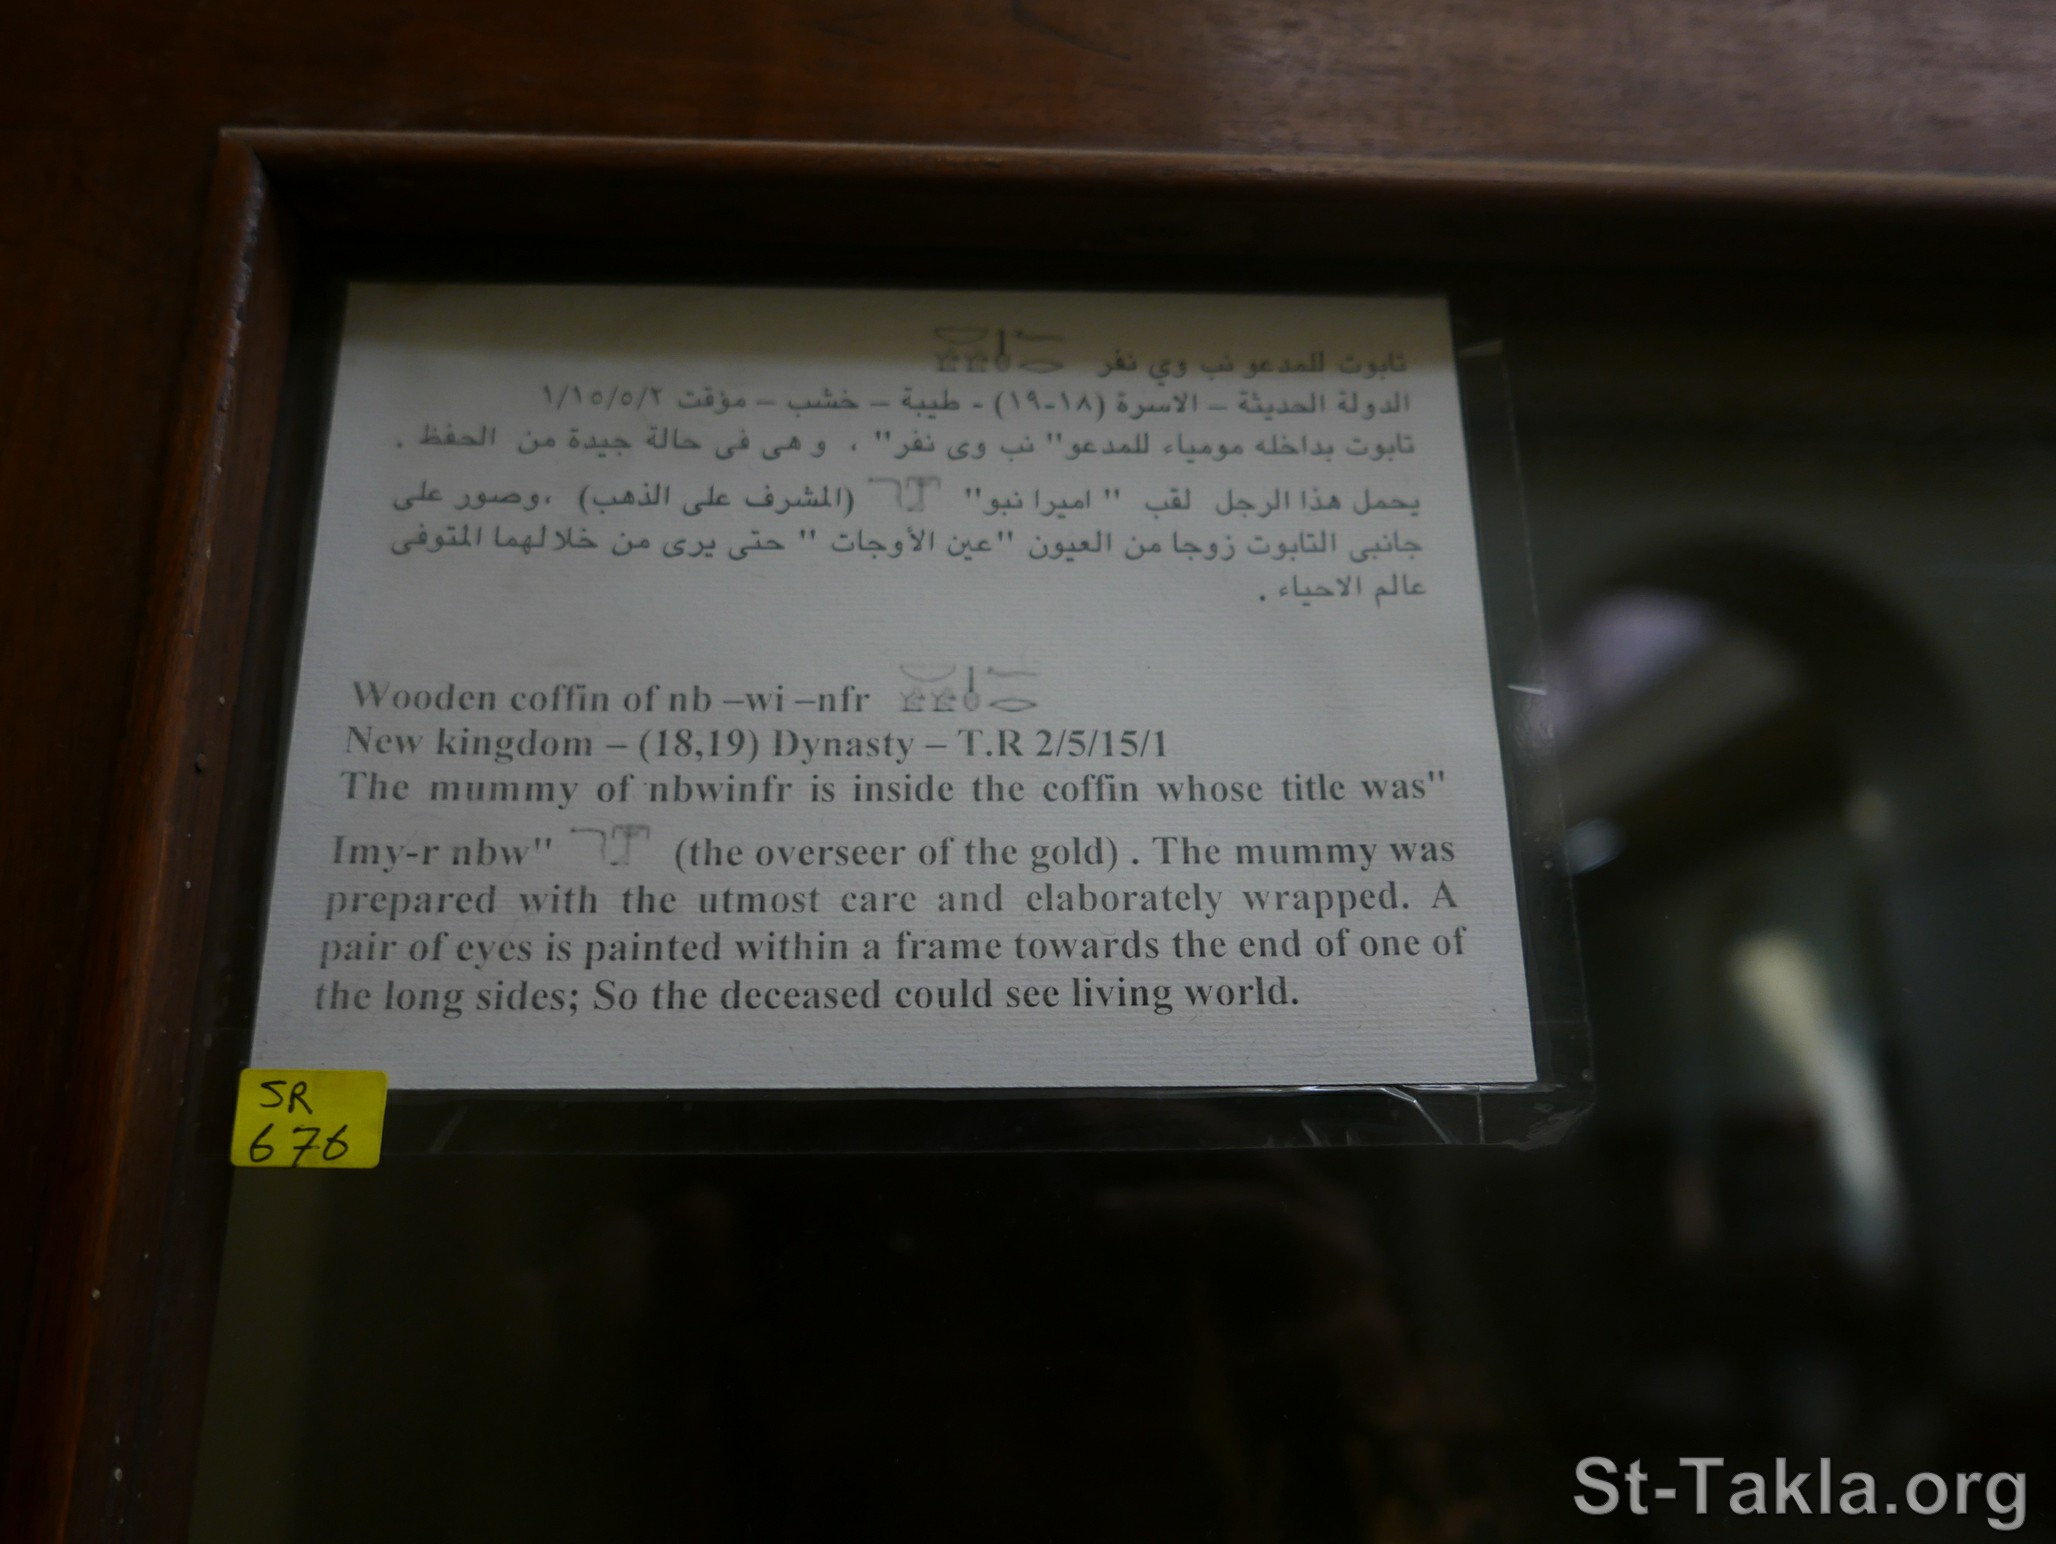 تابوت للمدعو نب وي نفر
الدولة الحديثة – الاسرة (١٨-١٩) - طيبة – خشب – مؤقت ١/١٥/٥/٢
تابوت بداخله مومياء للمدعو" نب وى نفر" ، و هى فى حالة جيدة من الحفظ .
يحمل هذا الرجل لقب " اميرا نبو" (المشرف على الذهب) ،وصور على
جانبى التابوت زوجا من العيون "عين الأوجات " حتى يرى من خلالهما المتوفى
عالم الاحياء .
Wooden coffin of nb –wi –nfr
New kingdom – (18,19) Dynasty – T.R 2/5/15/1
The mummy of nbwinfr is inside the coffin whose title was"
Imy-r nbw" (the overseer of the gold) . The mummy was
prepared with the utmost care and elaborately wrapped. A
pair of eyes is painted within a frame towards the end of one of
the long sides; So the deceased could see living world.
SR
676
St-Takla.org